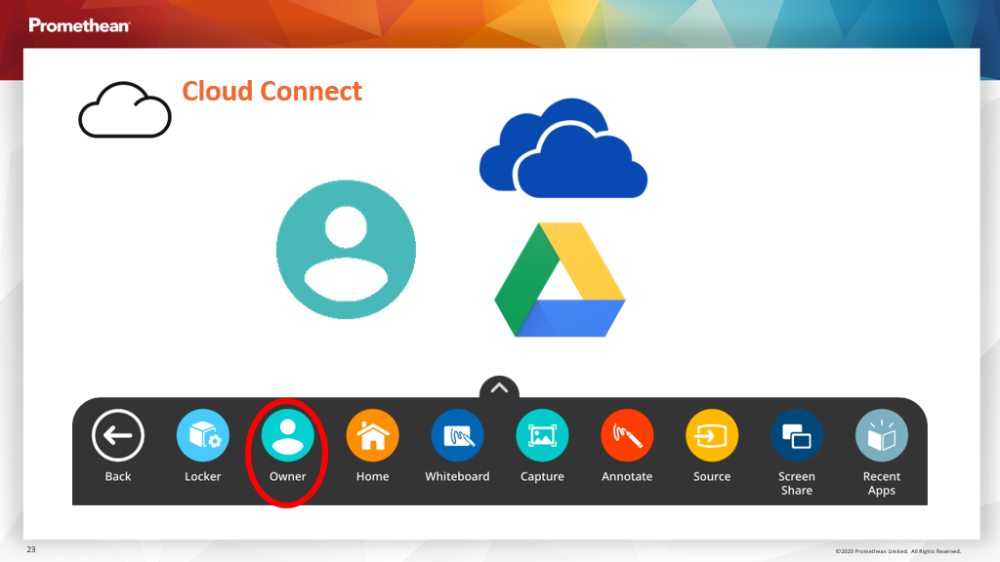 Promethean
Cloud Connect
Back
Locker
Owner
Home
Whiteboard
Capture
Annotate
Source
Screen
Share
Recent
Apps
23
©2020 Promethean Limited. All Rights Reserved.